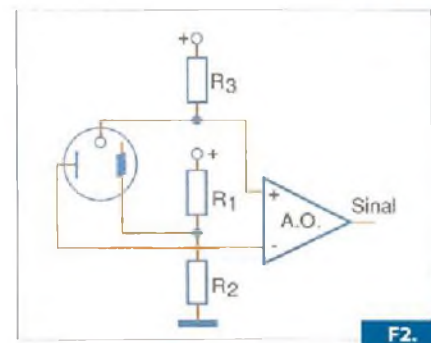 +
R3
+
R1
Sinal
+
A.O.
-
R2
F2.